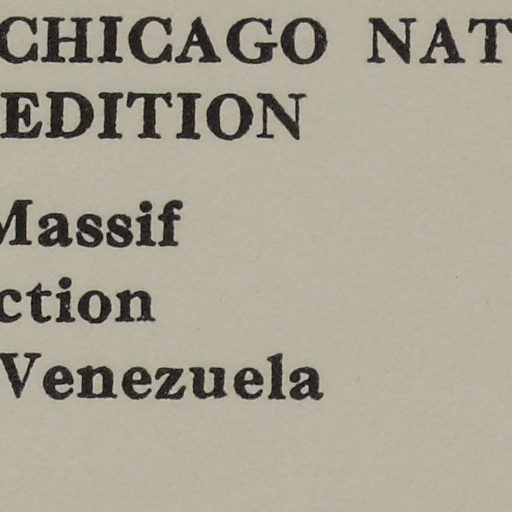 CHICAGO NAT
EDITION
Massif
ction
Venezuela